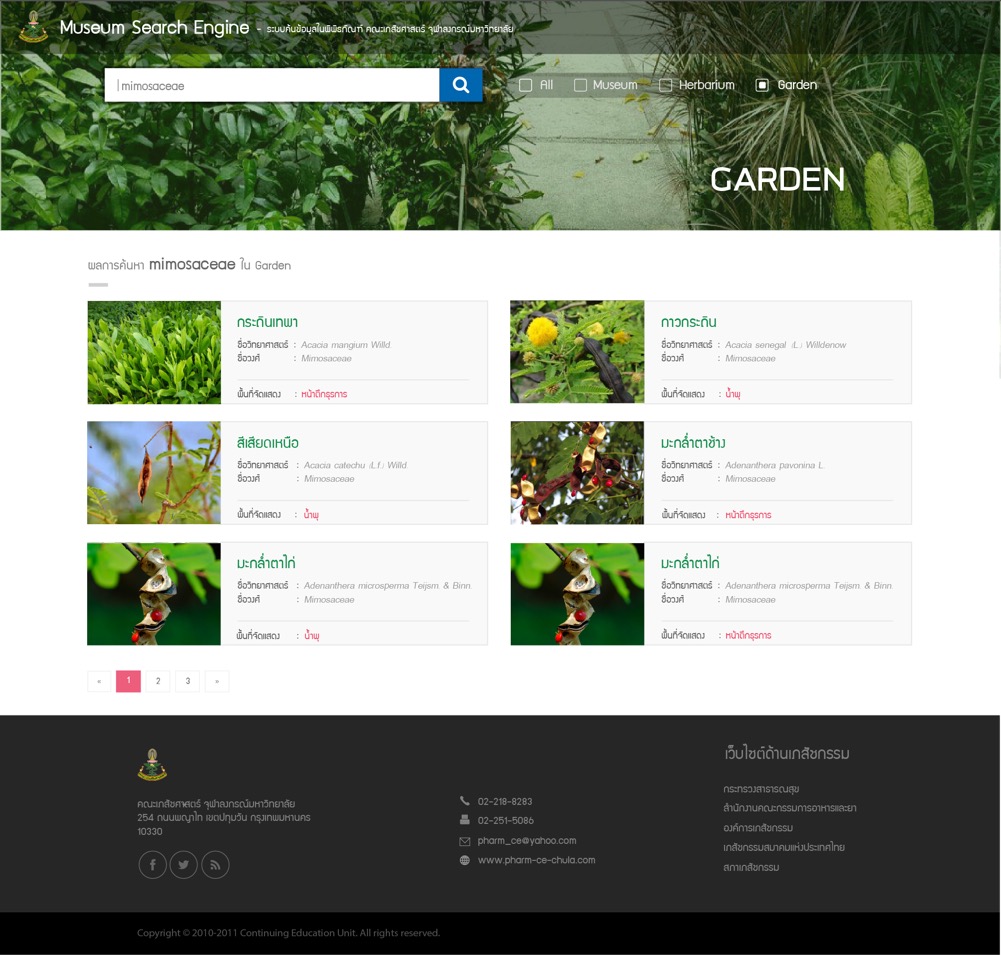 Museum Search Engine - ระบบค้นข้อมูลในพิพิธภัณฑ์ คณะเภสัชศาสตร์ จุฬาลงกรณ์มหาวิทยาลัย
mimosaceae
All Museum Herbarium Garden
GARDEN
ผลการค้นหา mimosaceae ใน Garden
กระถินเทพา
ชื่อวิทยาศาสตร์ : Acacia mangium Willd.
ชื่อวงศ์ : Mimosaceae
พื้นที่จัดแสดง : หน้าตึกธุรการ
กาวกระถิน
ชื่อวิทยาศาสตร์ : Acacia senegal (L.) Willdenow
ชื่อวงศ์ : Mimosaceae
พื้นที่จัดแสดง : น้ำพุ
สีเสียดเหนือ
ชื่อวิทยาศาสตร์ : Acacia catechu (L.f.) Willd
ชื่อวงศ์ : Mimosaceae
พื้นที่จัดแสดง : น้ำพุ
มะกล่ำตาช้าง
ชื่อวิทยาศาสตร์ : Adenanthera pavonina L.
ชื่อวงศ์ : Mimosaceae
พื้นที่จัดแสดง : หน้าตึกธุรการ
มะกล่ำตาไก่
ชื่อวิทยาศาสตร์ : Adenanthera microsperma Teijsm. & Binn.
ชื่อวงศ์ : Mimosaceae
พื้นที่จัดแสดง : น้ำพุ
มะกล่ำตาไก่
ชื่อวิทยาศาสตร์ : Adenanthera microsperma Teijsm. & Binn.
ชื่อวงศ์ : Mimosaceae
พื้นที่จัดแสดง : หน้าตึกธุรการ
« 1 2 3 »
คณะเภสัชศาสตร์ จุฬาลงกรณ์มหาวิทยาลัย
254 ถนนพญาไท เขตปทุมวัน กรุงเทพมหานคร
10330
02-218-8283
02-251-5086
pharm_ce@yahoo.com
www.pharm-ce-chula.com
เว็บไซต์ด้านเภสัชกรรม
กระทรวงสาธารณสุข
สำนักงานคณะกรรมการอาหารและยา
องค์การเภสัชกรรม
เภสัชกรรมสมาคมแห่งประเทศไทย
สภาเภสัชกรรม
Copyright © 2010-2011 Continuing Education Unit. All rights reserved.